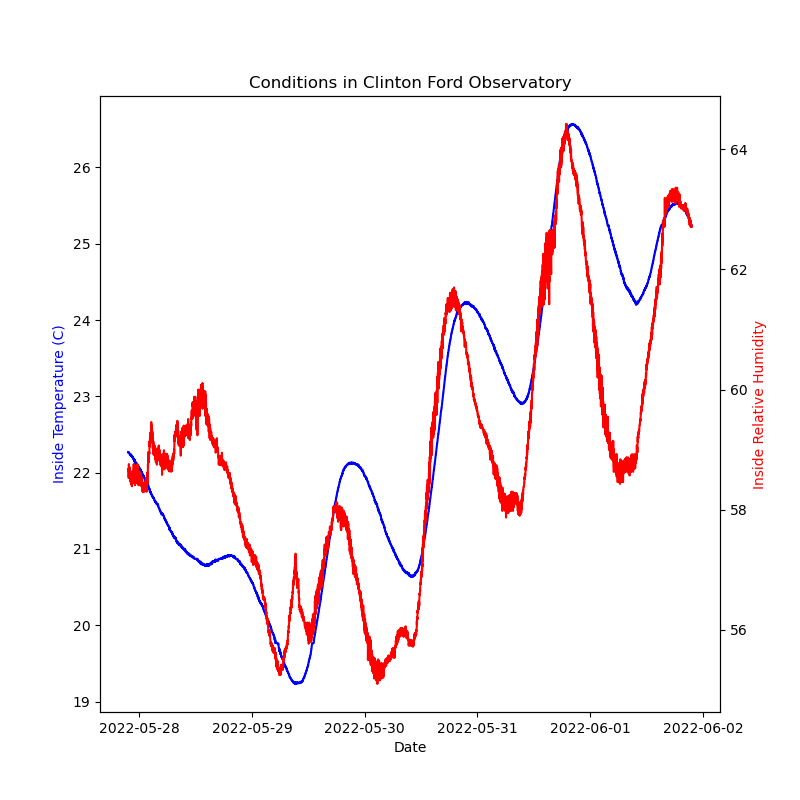 Conditions in Clinton Ford Observatory
Inside Temperature (C)
26
25
24
23
22
21
20
19
64
62
60
58
56
Inside Relative Humidity
2022-05-28 2022-05-29 2022-05-30 2022-05-31 2022-06-01 2022-06-02
Date